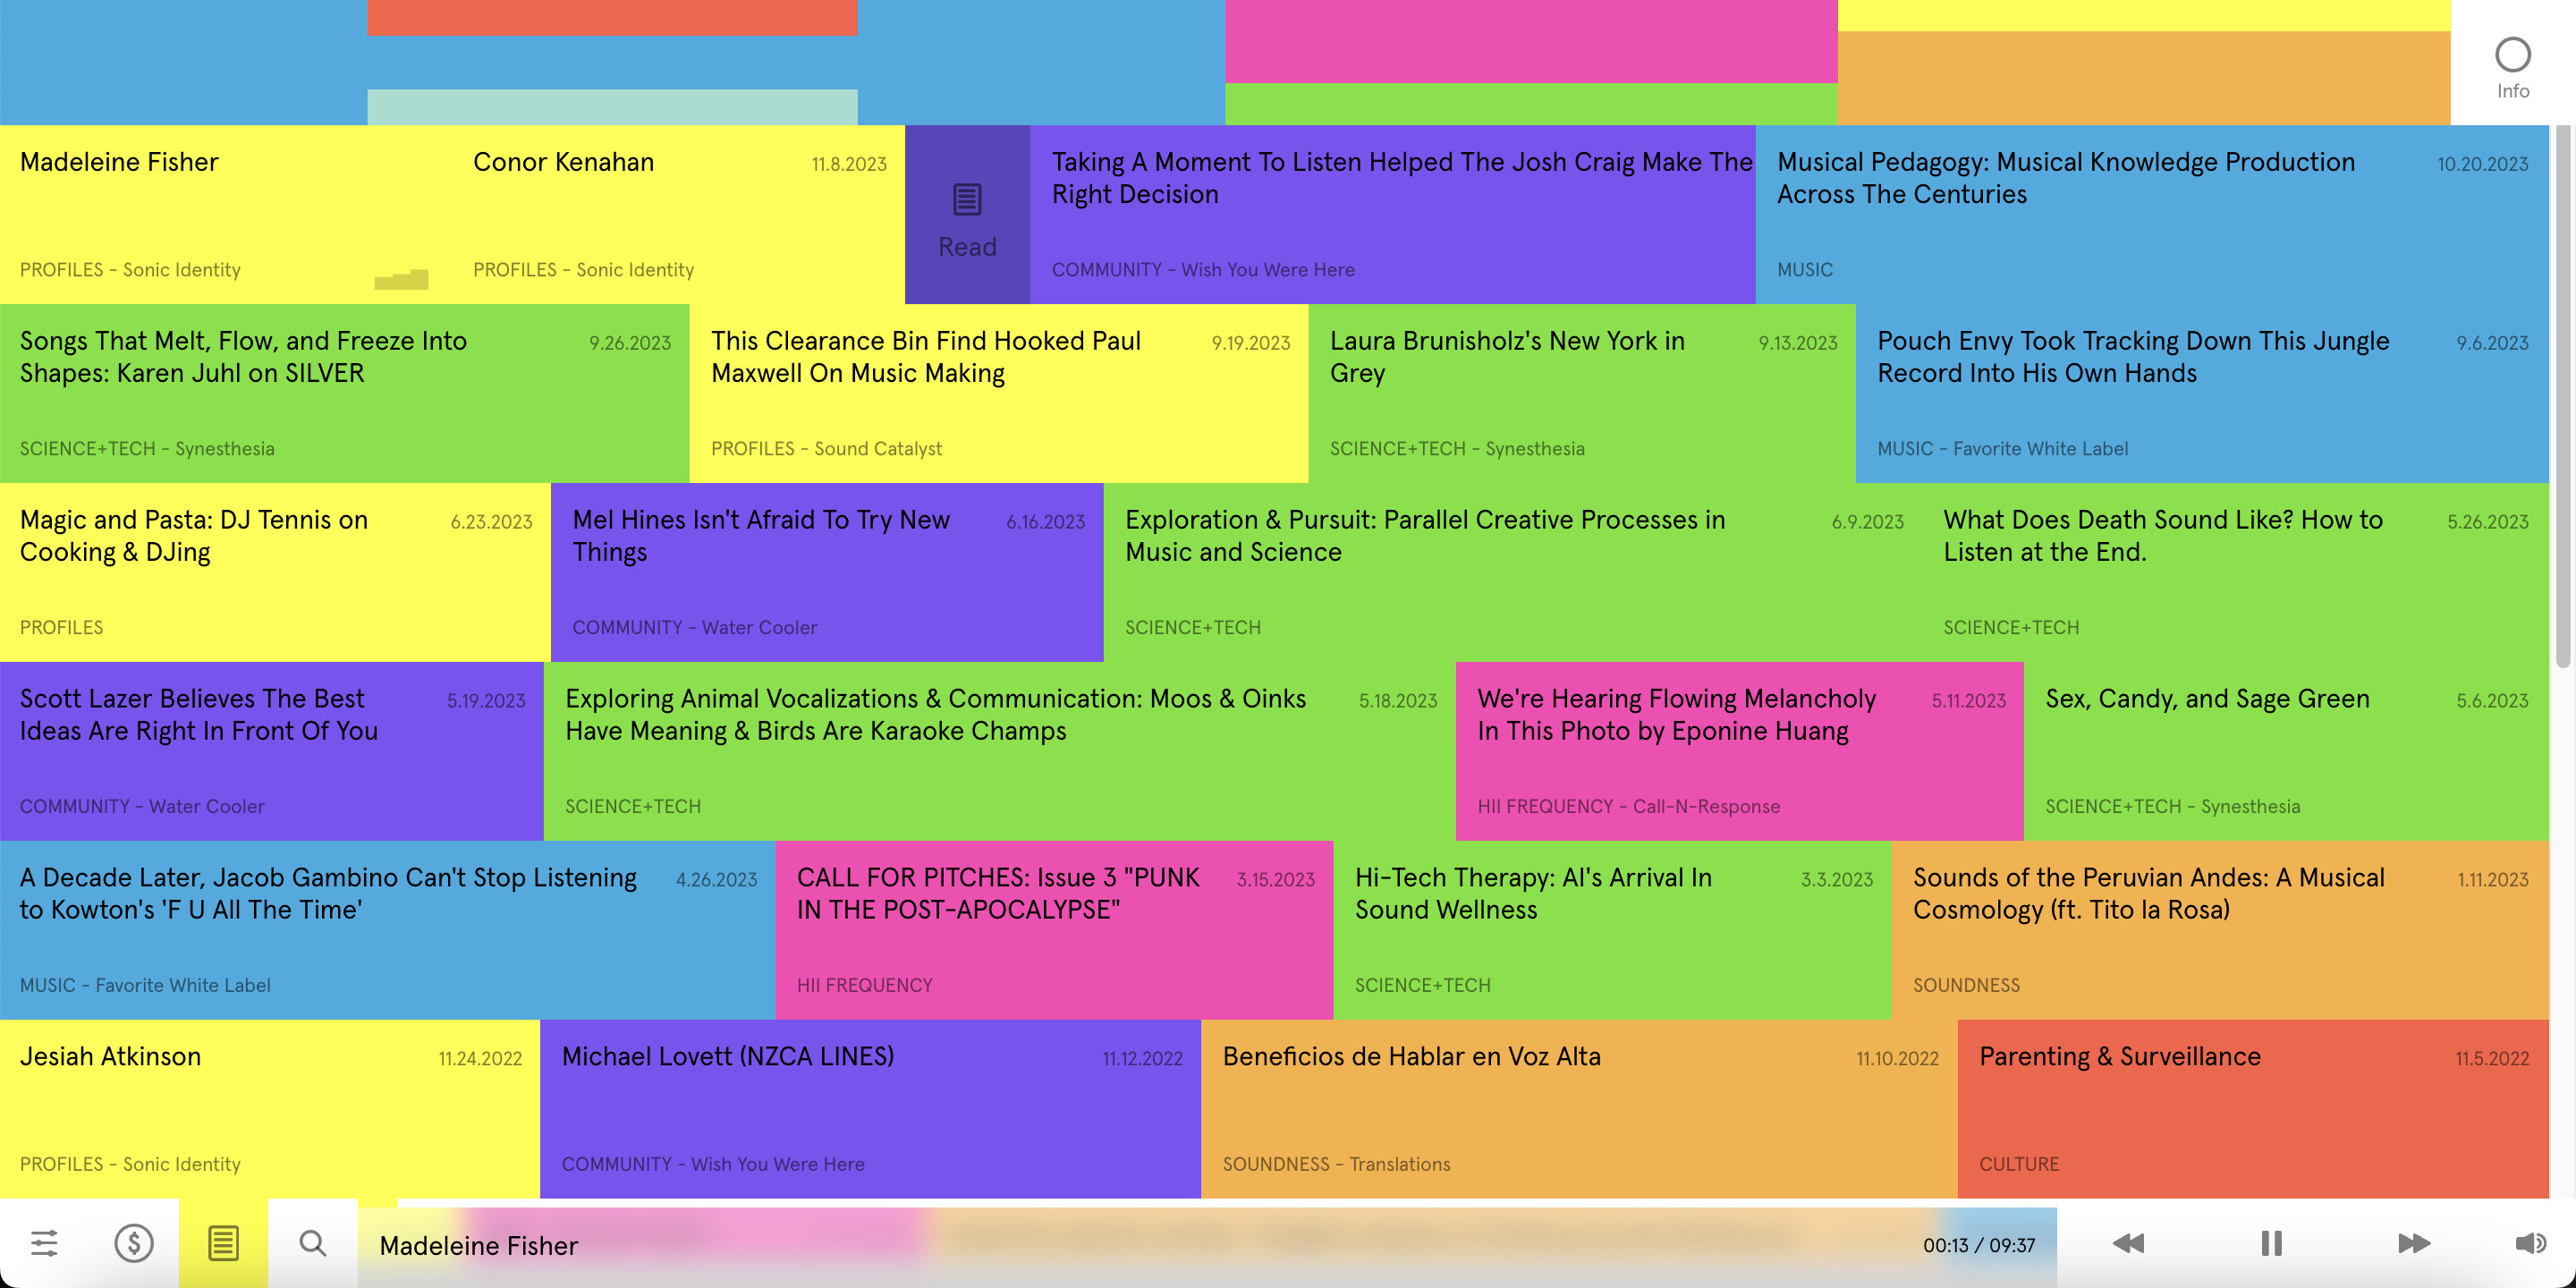 Info
Madeleine Fisher
PROFILES - Sonic Identity
Conor Kenahan
11.8.2023
PROFILES - Sonic Identity
Read
Taking A Moment To Listen Helped The Josh Craig Make The
Right Decision
COMMUNITY - Wish You Were Here
Musical Pedagogy: Musical Knowledge Production
Across The Centuries
10.20.2023
MUSIC
Songs That Melt, Flow, and Freeze Into
Shapes: Karen Juhl on SILVER
9.26.2023
SCIENCE+TECH - Synesthesia
This Clearance Bin Find Hooked Paul
Maxwell On Music Making
9.19.2023
PROFILES - Sound Catalyst
Laura Brunisholz's New York in
Grey
9.13.2023
SCIENCE+TECH - Synesthesia
Pouch Envy Took Tracking Down This Jungle
Record Into His Own Hands
9.6.2023
MUSIC - Favorite White Label
Magic and Pasta: DJ Tennis on
Cooking & DJing
6.23.2023
PROFILES
Mel Hines Isn't Afraid To Try New
Things
6.16.2023
COMMUNITY - Water Cooler
Exploration & Pursuit: Parallel Creative Processes in
Music and Science
6.9.2023
SCIENCE+TECH
What Does Death Sound Like? How to
Listen at the End.
5.26.2023
SCIENCE+TECH
Scott Lazer Believes The Best
Ideas Are Right In Front Of You
5.19.2023
COMMUNITY - Water Cooler
Exploring Animal Vocalizations & Communication: Moos & Oinks
Have Meaning & Birds Are Karaoke Champs
5.18.2023
SCIENCE+TECH
We're Hearing Flowing Melancholy
In This Photo by Eponine Huang
5.11.2023
HII FREQUENCY - Call-N-Response
Sex, Candy, and Sage Green
5.6.2023
SCIENCE+TECH - Synesthesia
A Decade Later, Jacob Gambino Can't Stop Listening
to Kowton's 'F U All The Time'
4.26.2023
MUSIC - Favorite White Label
CALL FOR PITCHES: Issue 3 "PUNK
IN THE POST-APOCALYPSE"
3.15.2023
HII FREQUENCY
Hi-Tech Therapy: AI's Arrival In
Sound Wellness
3.3.2023
SCIENCE+TECH
Sounds of the Peruvian Andes: A Musical
Cosmology (ft. Tito la Rosa)
1.11.2023
SOUNDNESS
Jesiah Atkinson
11.24.2022
PROFILES - Sonic Identity
Michael Lovett (NZCA LINES)
11.12.2022
COMMUNITY - Wish You Were Here
Beneficios de Hablar en Voz Alta
11.10.2022
SOUNDNESS - Translations
Parenting & Surveillance
11.5.2022
CULTURE
Madeleine Fisher
00:13 / 09:37